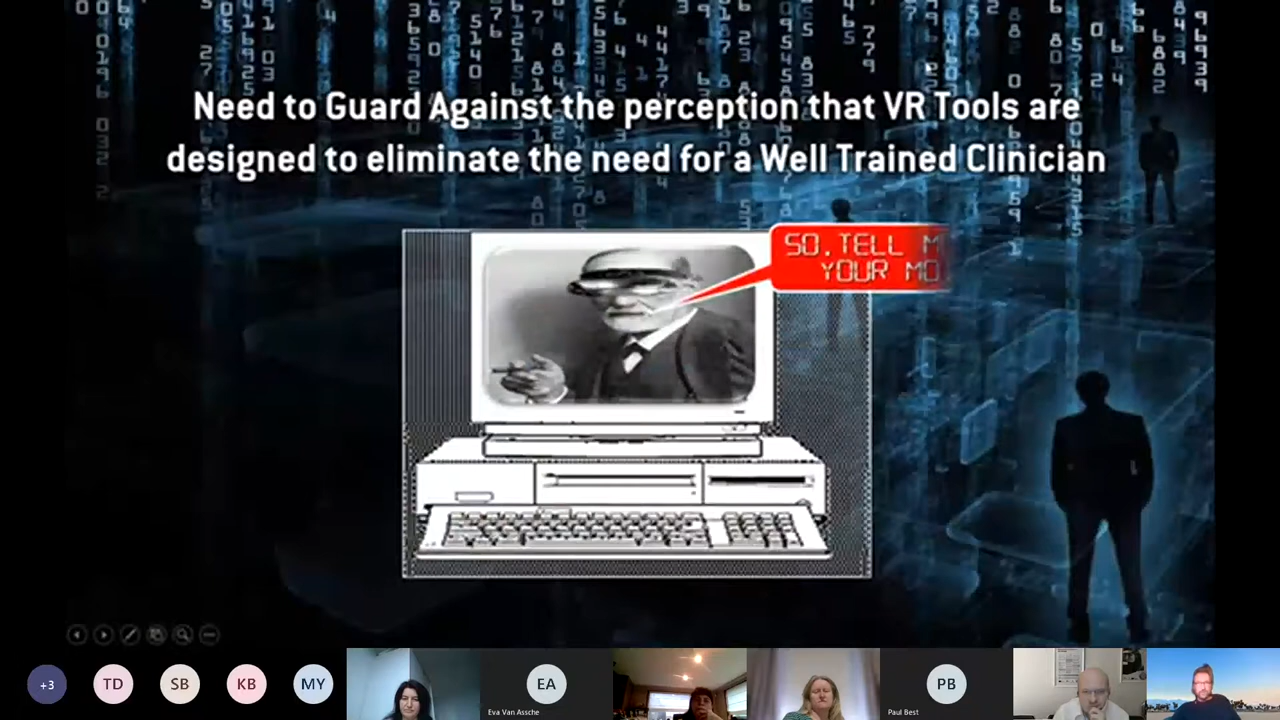 Need to Guard Against the perception that VR Tools are
designed to eliminate the need for a Well Trained Clinician
SO, TELL M
YOUR MO
+3
TD
SB
KB
MY
EA
Eva Van Assche
PB
Paul Best